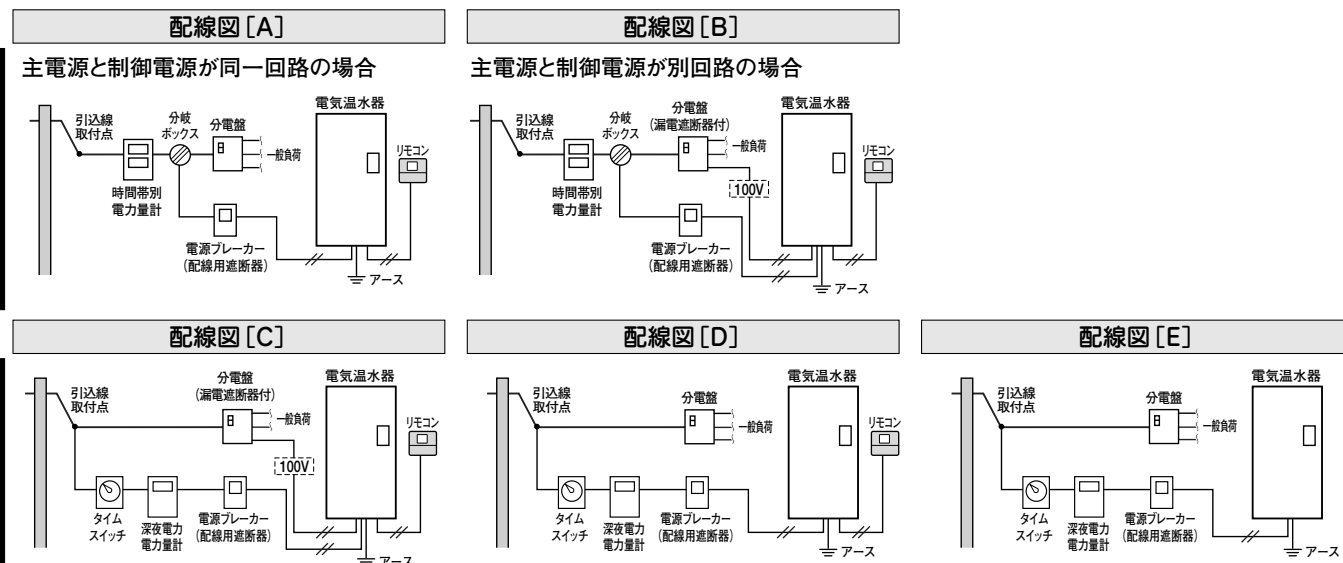 配線図[A]
主電源と制御電源が同一回路の場合
引込線
取付点
時間帯別
電力量計
分岐
ボックス
分電盤
一般負荷
電源ブレーカー
(配線用遮断器)
電気温水器
リモコン
アース
配線図[B]
主電源と制御電源が別回路の場合
引込線
取付点
時間帯別
電力量計
分岐
ボックス
分電盤
(漏電遮断器付)
一般負荷
100V
電源ブレーカー
(配線用遮断器)
電気温水器
リモコン
アース
配線図[C]
引込線
取付点
分電盤
(漏電遮断器付)
一般負荷
100V
タイム
スイッチ
深夜電力
電力量計
電源ブレーカー
(配線用遮断器)
電気温水器
リモコン
アース
配線図[D]
引込線
取付点
分電盤
一般負荷
タイム
スイッチ
深夜電力
電力量計
電源ブレーカー
(配線用遮断器)
電気温水器
リモコン
アース
配線図[E]
引込線
取付点
分電盤
一般負荷
タイム
スイッチ
深夜電力
電力量計
電源ブレーカー
(配線用遮断器)
電気温水器
アース